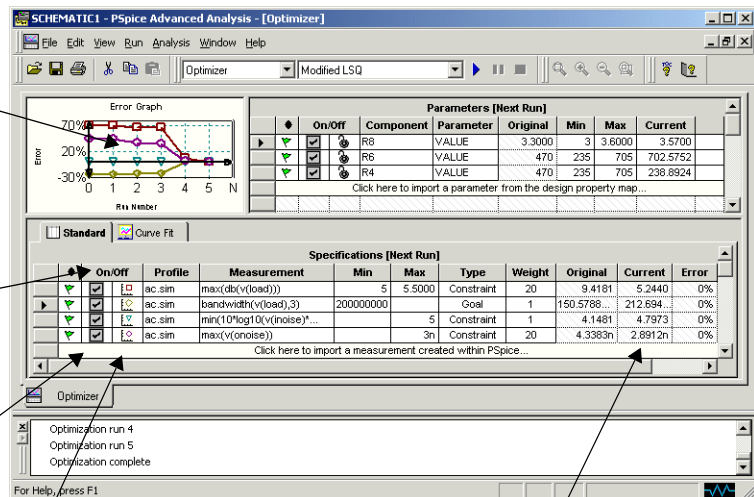 SCHEMATIC1 - PSpice Advanced Analysis - [Optimizer]
File Edit View Run Analysis Window Help
Optimizer Modified LSQ
Error Graph
70%
20%
-30%
Error
0 1 2 3 4 5 N
Run Number
Parameters [Next Run]
On/Off Component Parameter Original Min Max Current
R8 VALUE 3.3000 3 3.6000 3.5700
R6 VALUE 470 235 705 702.5752
R4 VALUE 470 235 705 238.8924
Click here to import a parameter from the design property map...
Standard Curve Fit
Specifications [Next Run]
On/Off Profile Measurement Min Max Type Weight Original Current Error
ac.sim max(db(v(load))) 5 5.5000 Constraint 20 9.4181 5.2440 0%
ac.sim bandwidth(v(load),3) 200000000 Goal 1 150.5788... 212.694... 0%
ac.sim min(10*log10(v(inoise)*... 5 Constraint 1 4.1481 4.7973 0%
ac.sim max(v(onoise)) 3n Constraint 20 4.3383n 2.8912n 0%
Click here to import a measurement created within PSpice...
Optimizer
Optimization run 4
Optimization run 5
Optimization complete
For Help, press F1